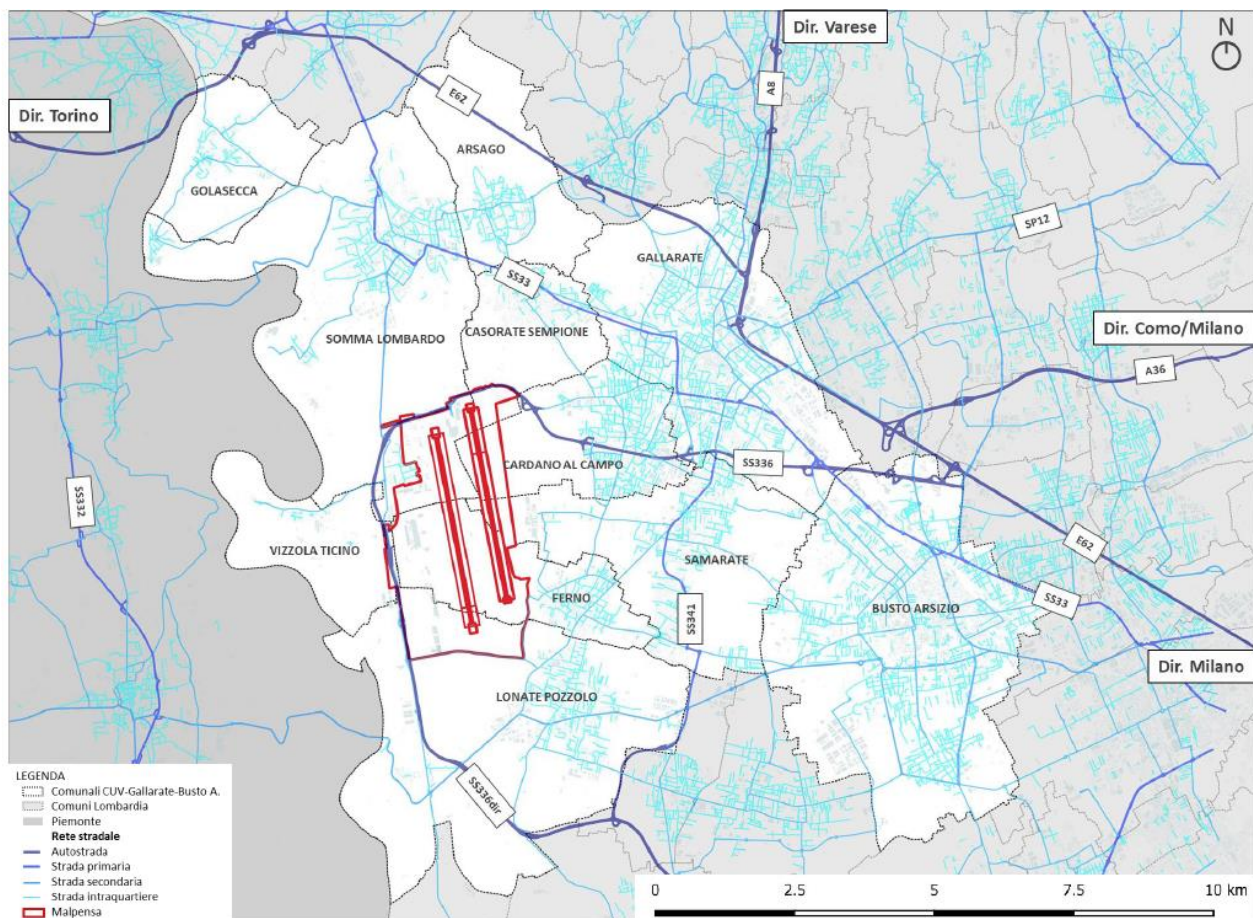 Dir. Varese
N
A8
E62
Dir. Torino
ARSAGO
GOLASECCA
SP12
GALLARATE
SS33
SOMMA LOMBARDO
CASORATE SEMPIONE
Dir. Como/Milano
A36
CARDANO AL CAMPO
SS336
SS332
VIZZOLA TICINO
SAMARATE
E62
FERNO
BUSTO ARSIZIO
SS33
SS341
Dir. Milano
LONATE POZZOLO
SS336dir
LEGENDA
Comunali CUV-Gallarate-Busto A.
Comuni Lombardia
Piemonte
Rete stradale
Autostrada
Strada primaria
Strada secondaria
Strada intraquartiere
Malpensa
0 2.5 5 7.5 10 km